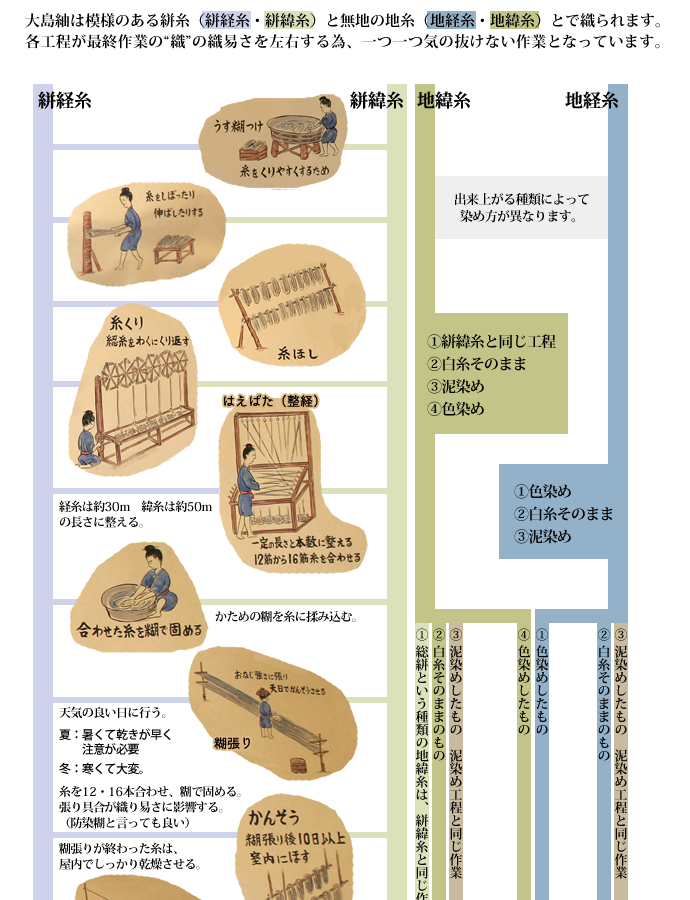 大島紬は模様のある絣糸（絣経糸・絣緯糸）と無地の地糸（地経糸・地緯糸）とで織られます。
各工程が最終作業の“織”の織易さを左右する為、一つ一つ気の抜けない作業となっています。
絣経糸
絣緯糸
地緯糸
地経糸
うす糊つけ
糸をくりやすくするため
糸をしぼったり
伸ばしたりする
糸ほし
糸くり
綛糸をわくにくり返す
はえばた（整経）
一定の長さと本数に整える
12筋から16筋糸を合わせる
経糸は約30m　緯糸は約50m
の長さに整える。
合わせた糸を糊で固める
かための糊を糸に揉み込む。
おなじ強さに張り
天日でかんそうさせる
糊張り
天気の良い日に行う。
夏：暑くて乾きが早く
注意が必要
冬：寒くて大変。
糸を12・16本合わせ、糊で固める。
張り具合が織り易さに影響する。
（防染糊と言っても良い）
かんそう
糊張り後10日以上
室内にほす
糊張りが終わった糸は、
屋内でしっかり乾燥させる。
出来上がる種類によって
染め方が異なります。
①絣緯糸と同じ工程
②白糸そのまま
③泥染め
④色染め
①色染め
②白糸そのまま
③泥染め
①総絣という種類の地緯糸は、絣緯糸と同じ作
②白糸そのままのもの
③泥染めしたもの　泥染め工程と同じ作業
④色染めしたもの
①色染めしたもの
②白糸そのままのもの
③泥染めしたもの　泥染め工程と同じ作業